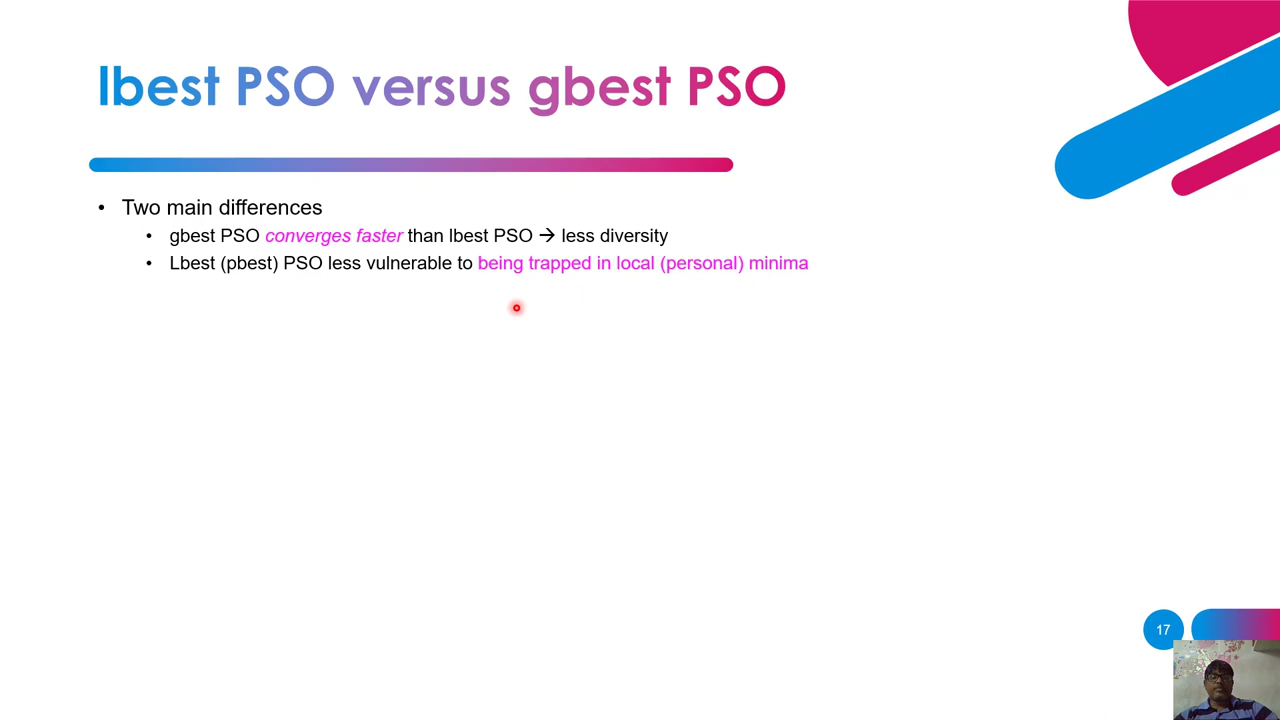 lbest PSO versus gbest PSO
• Two main differences
• gbest PSO converges faster than lbest PSO → less diversity
• Lbest (pbest) PSO less vulnerable to being trapped in local (personal) minima
17